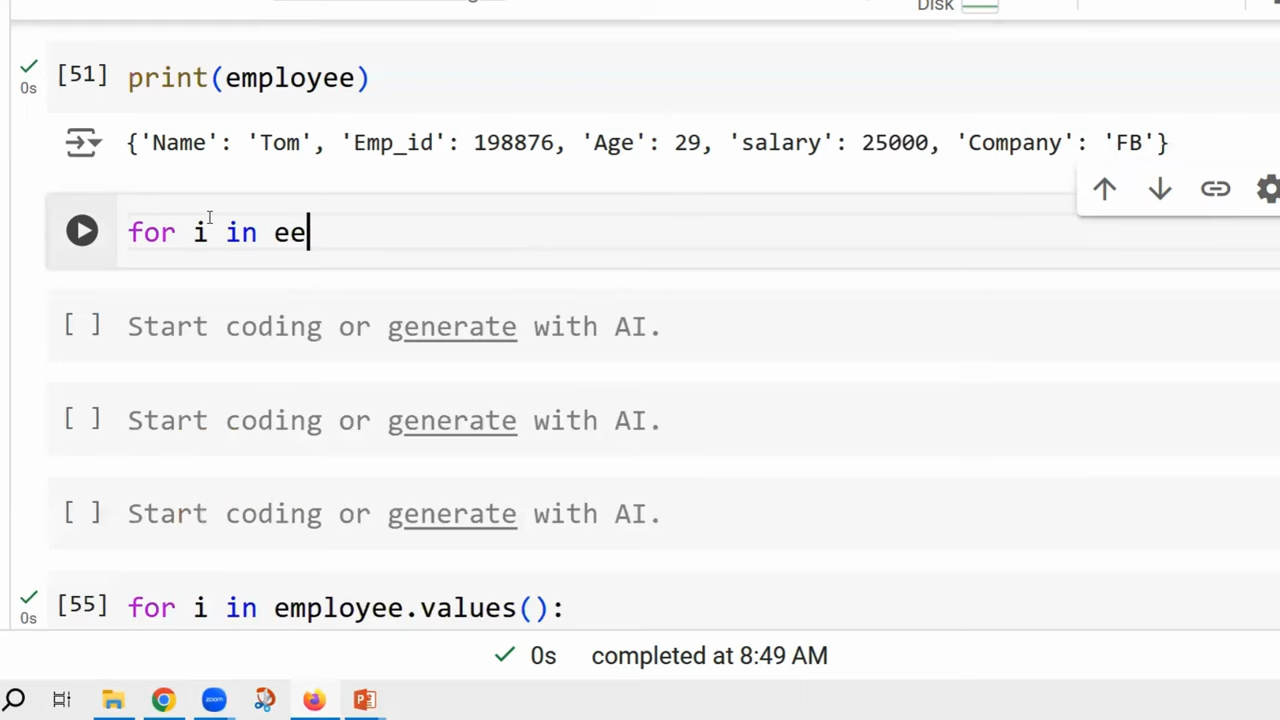 Disk
0s
[51] print(employee)
{'Name': 'Tom', 'Emp_id': 198876, 'Age': 29, 'salary': 25000, 'Company': 'FB'}
for i in ee
[ ] Start coding or generate with AI.
[ ] Start coding or generate with AI.
[ ] Start coding or generate with AI.
[55] for i in employee.values():
0s
0s completed at 8:49 AM
zoom